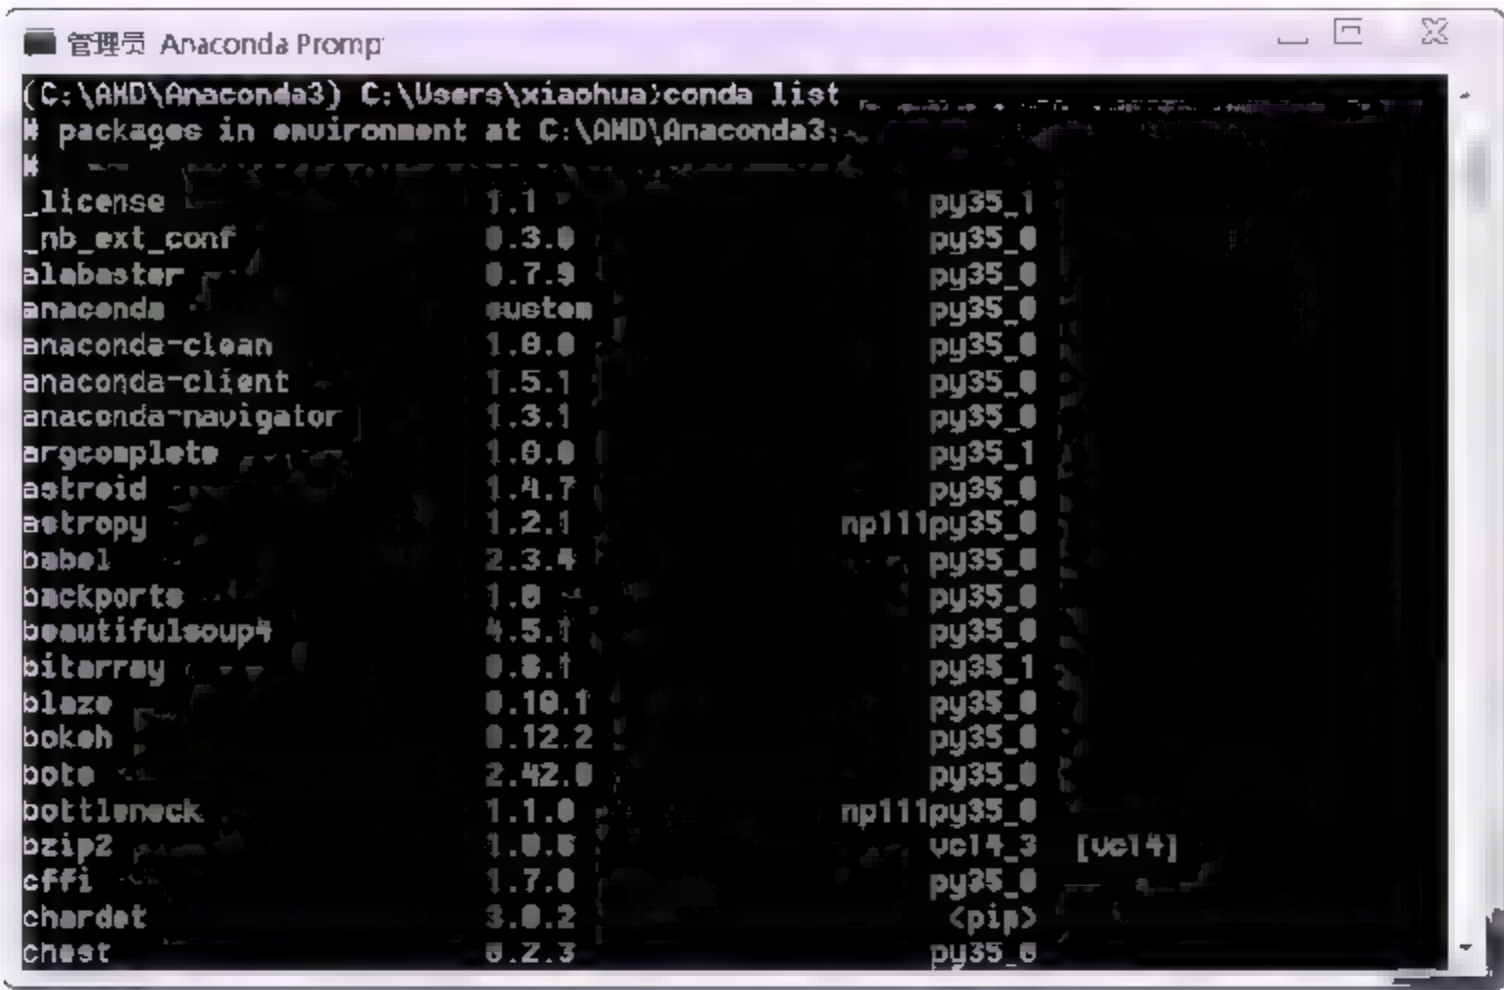 管理员 Anaconda Promp
(C:\AMD\Anaconda3) C:\Users\xiaohua>conda list
# packages in environment at C:\AMD\Anaconda3:
#
_license 1.1 py35_1
_nb_ext_conf 0.3.0 py35_0
alabaster 0.7.9 py35_0
anaconda custom py35_0
anaconda-clean 1.0.0 py35_0
anaconda-client 1.5.1 py35_0
anaconda-navigator 1.3.1 py35_0
argcomplete 1.0.0 py35_1
astroid 1.4.7 py35_0
astropy 1.2.1 np111py35_0
babel 2.3.4 py35_0
backports 1.0 py35_0
beautifulsoup4 4.5.1 py35_0
bitarray 0.8.1 py35_1
blaze 0.10.1 py35_0
bokeh 0.12.2 py35_0
boto 2.42.0 py35_0
bottleneck 1.1.0 np111py35_0
bzip2 vc14_3 [vc14]
cffi 1.7.0 py35_0
chardet 3.0.2 <pip>
chest 0.2.3 py35_0